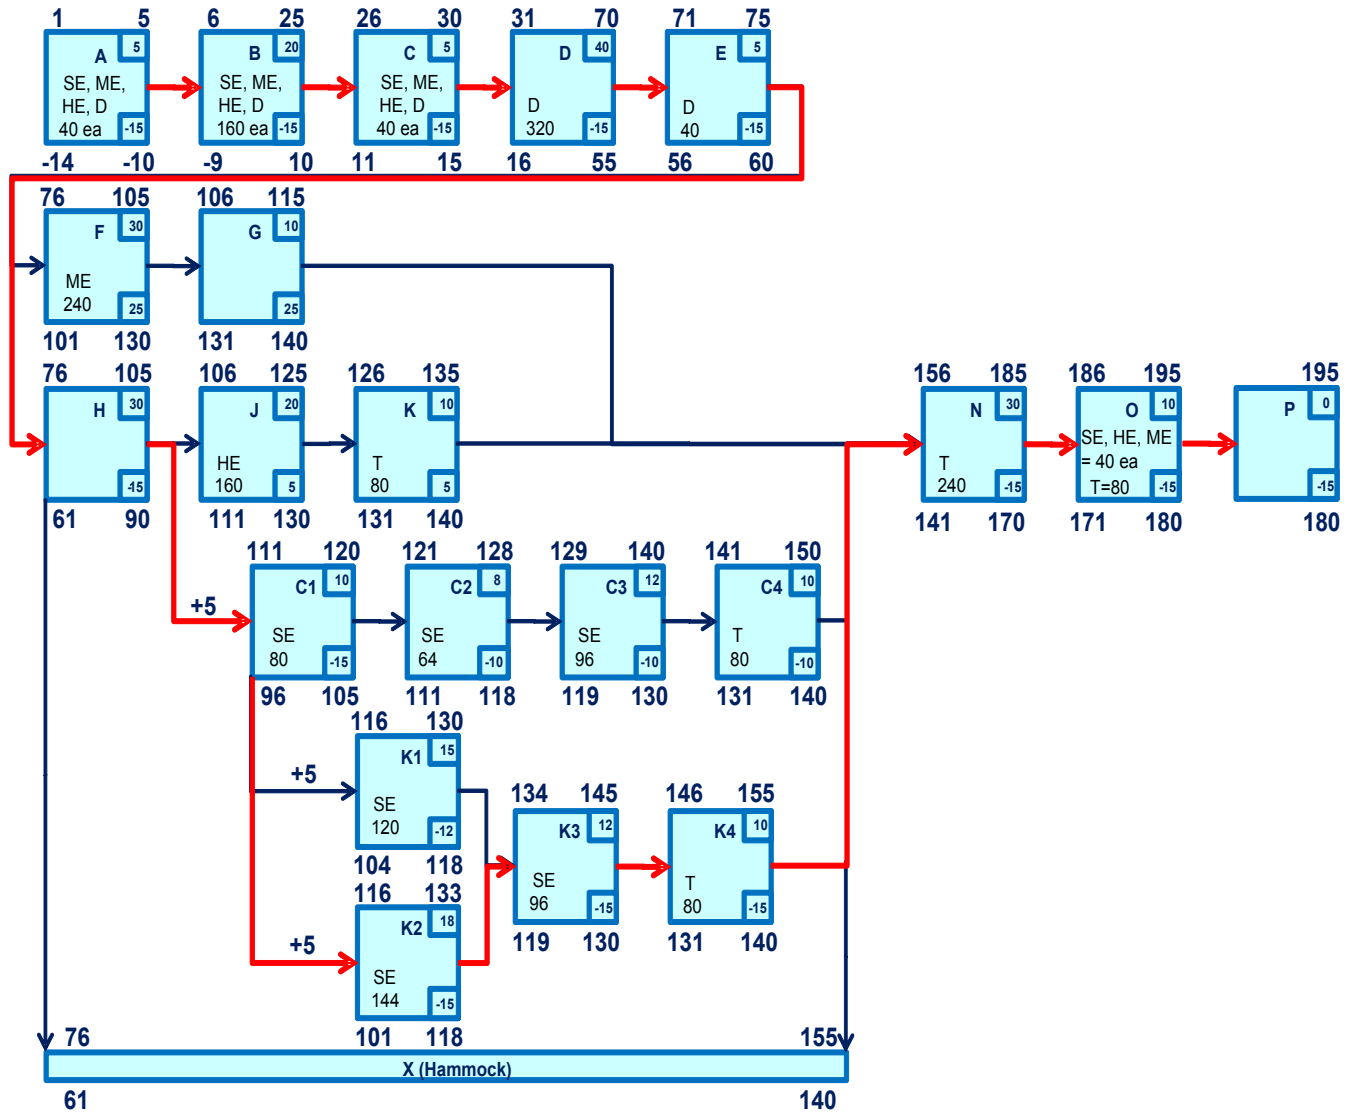 1 5 6 25 26 30 31 70 71 75
A 5 B 20 C 5 D 40 E 5
SE, ME, SE, ME, SE, ME,
HE, D HE, D HE, D D D
40 ea -15 160 ea -15 40 ea -15 320 -15 40 -15
-14 -10 -9 10 11 15 16 55 56 60
76 105 106 115
F 30 G 10
ME
240 25 25
101 130 131 140
76 105 106 125 126 135 156 185 186 195 195
H 30 J 20 K 10 N 30 O 10 P 0
SE, HE, ME
HE T T = 40 ea
-15 160 5 80 5 240 -15 T=80 -15 -15
61 90 111 130 131 140 141 170 171 180 180
111 120 121 128 129 140 141 150
C1 10 C2 8 C3 12 C4 10
+5
SE SE SE T
80 -15 64 -10 96 -10 80 -10
96 105 111 118 119 130 131 140
116 130
K1 15
+5
SE
120 -12
104 118
134 145 146 155
K3 12 K4 10
SE T
96 -15 80 -15
119 130 131 140
116 133
K2 18
+5
SE
144 -15
101 118
76 155
X (Hammock)
61 140